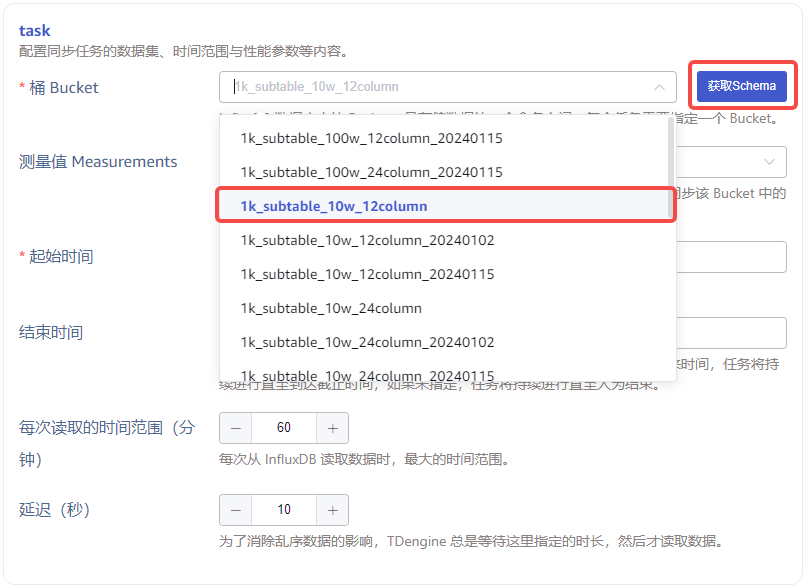 task
配置同步任务的数据集、时间范围与性能参数等内容。
* 桶 Bucket
1k_subtable_10w_12column
获取Schema
指定一个 Bucket。
1k_subtable_100w_12column_20240115
1k_subtable_100w_24column_20240115
测量值 Measurements
步该 Bucket 中的
1k_subtable_10w_12column
1k_subtable_10w_12column_20240102
* 起始时间
1k_subtable_10w_12column_20240115
1k_subtable_10w_24column
结束时间
1k_subtable_10w_24column_20240102
时间，任务将持
1k_subtable_10w_24column_20240115
续进行直至到达截止时间，如果未指定，任务将持续进行直至人为结束。
每次读取的时间范围（分
钟）
− 60 +
每次从 InfluxDB 读取数据时，最大的时间范围。
延迟（秒）
− 10 +
为了消除乱序数据的影响，TDengine 总是等待这里指定的时长，然后才读取数据。